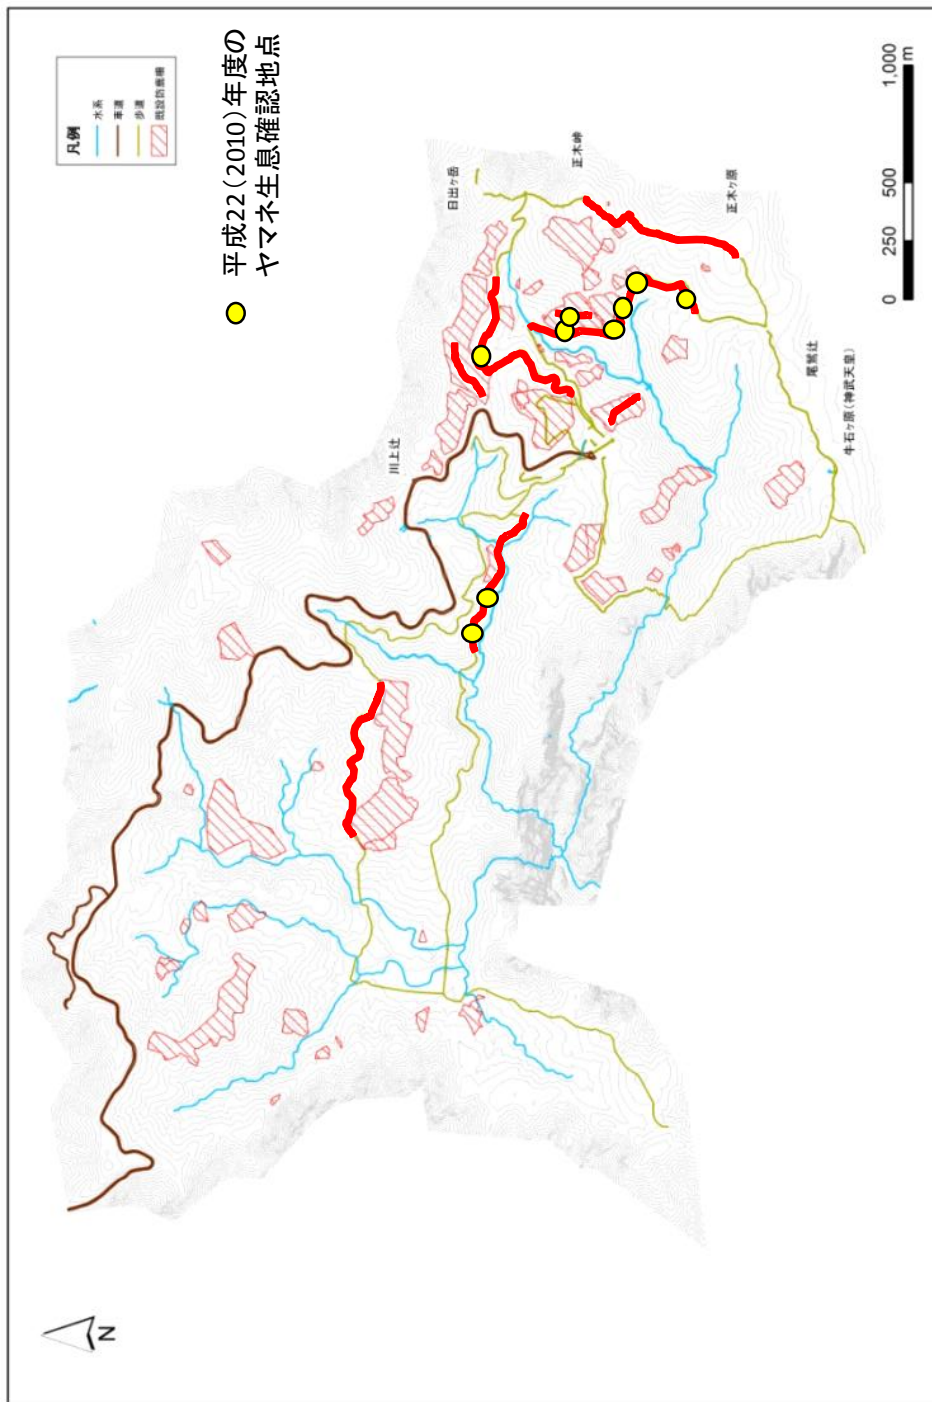 凡例
水系
車道
歩道
既設防鹿柵
平成22(2010)年度の
ヤマネ生息確認地点
日出ヶ岳
正木峠
正木ヶ原
川上辻
尾鷲辻
牛石ヶ原(神武天皇)
0 250 500 1,000
m
N